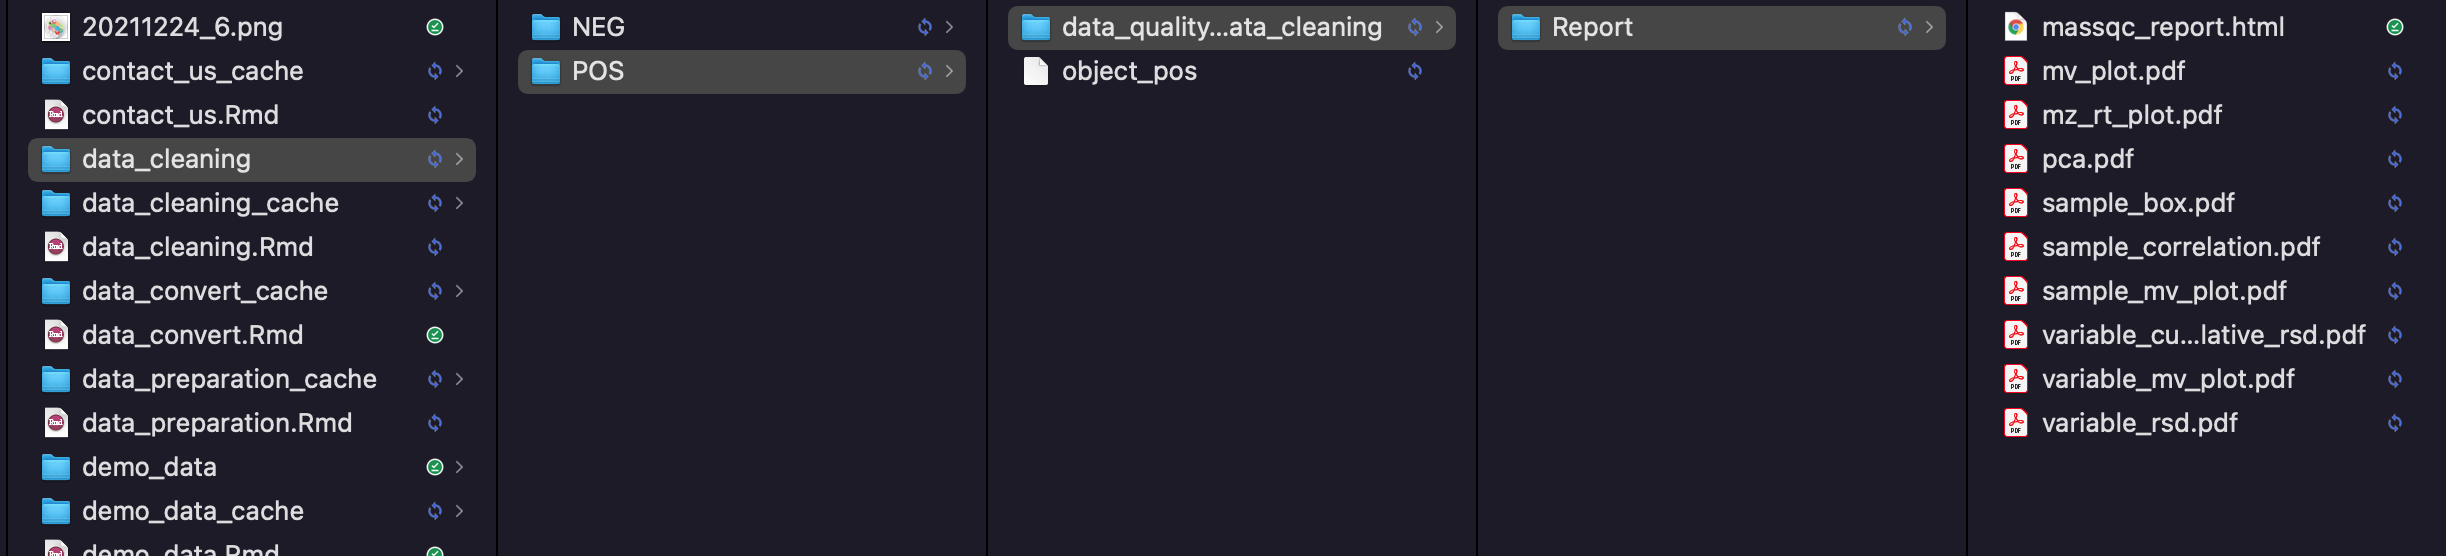 20211224_6.png
contact_us_cache
contact_us.Rmd
data_cleaning
data_cleaning_cache
data_cleaning.Rmd
data_convert_cache
data_convert.Rmd
data_preparation_cache
data_preparation.Rmd
demo_data
demo_data_cache
demo_data.Rmd
NEG
POS
data_quality...ata_cleaning
object_pos
Report
massqc_report.html
mv_plot.pdf
mz_rt_plot.pdf
pca.pdf
sample_box.pdf
sample_correlation.pdf
sample_mv_plot.pdf
variable_cu...lative_rsd.pdf
variable_mv_plot.pdf
variable_rsd.pdf